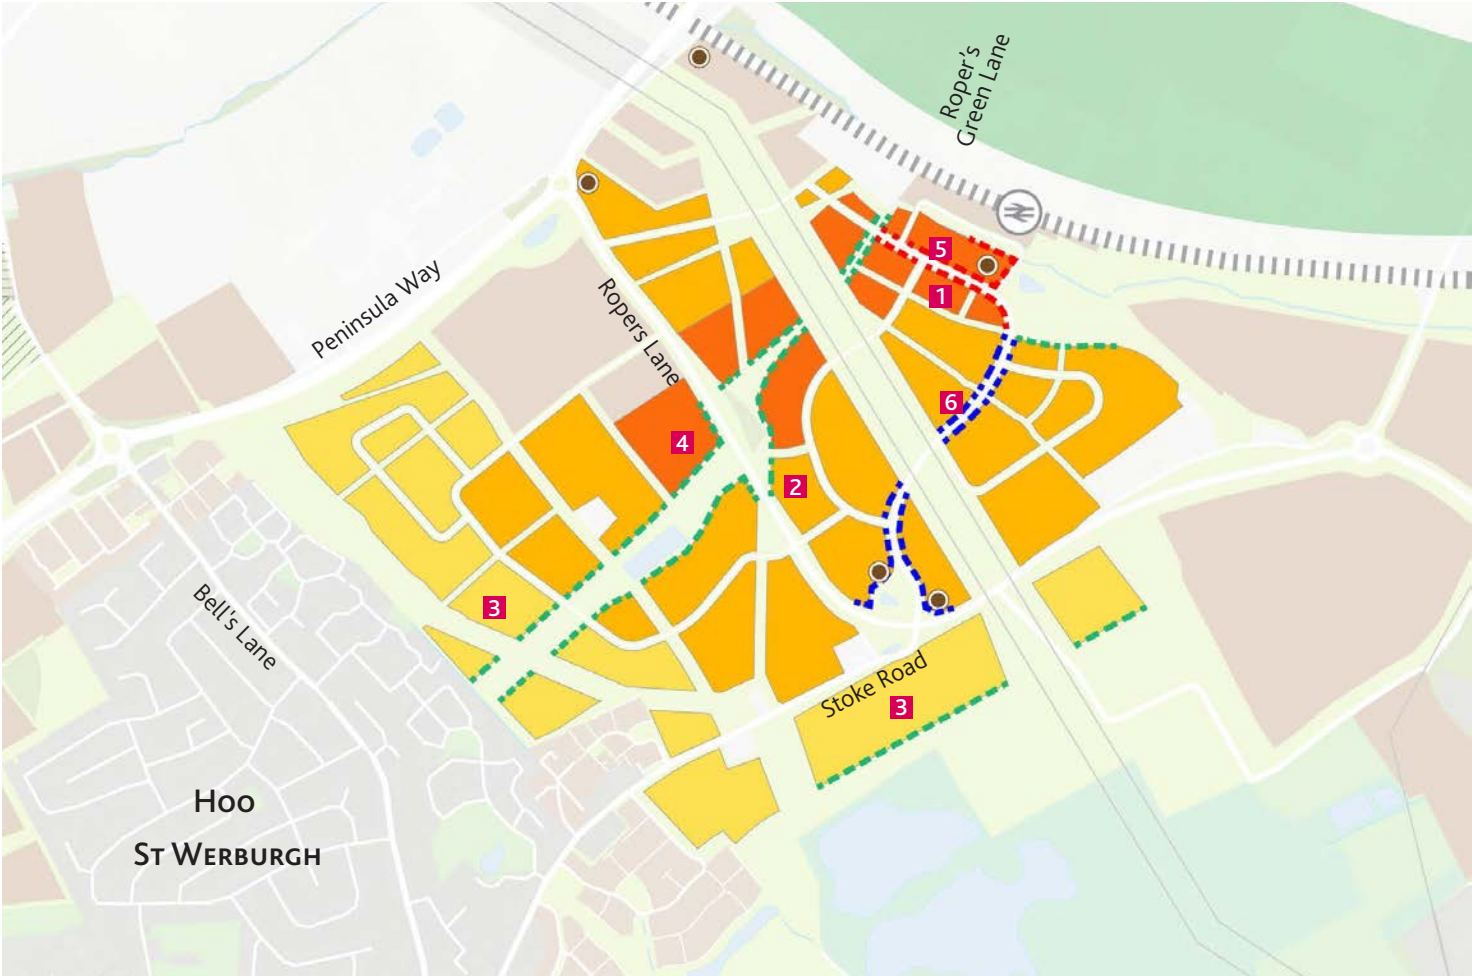 Roper's
Green Lane
5
1
Peninsula Way
Ropers Lane
6
4
2
3
Bell's Lane
Stoke Road
3
Hoo
St Werburgh